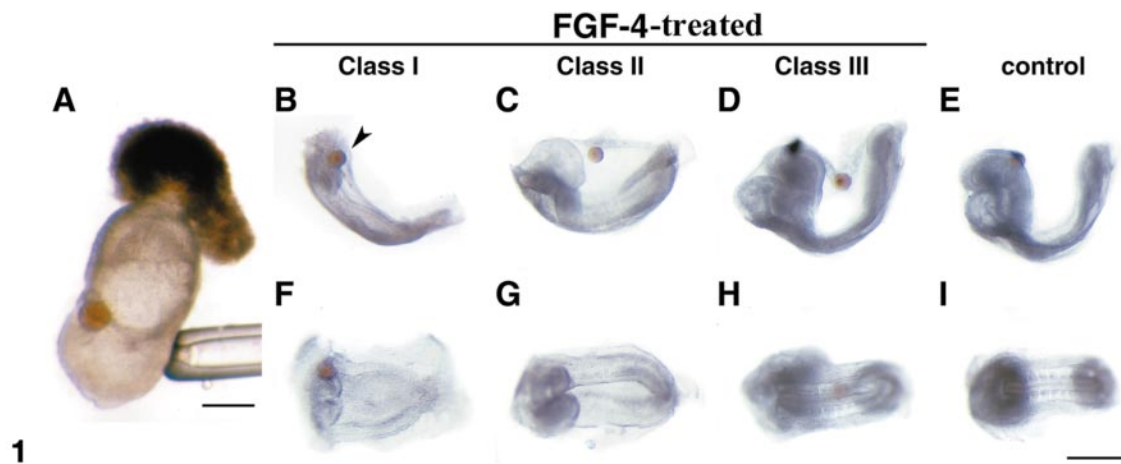 FGF-4-treated
Class I Class II Class III control
A B C D E
F G H I
1